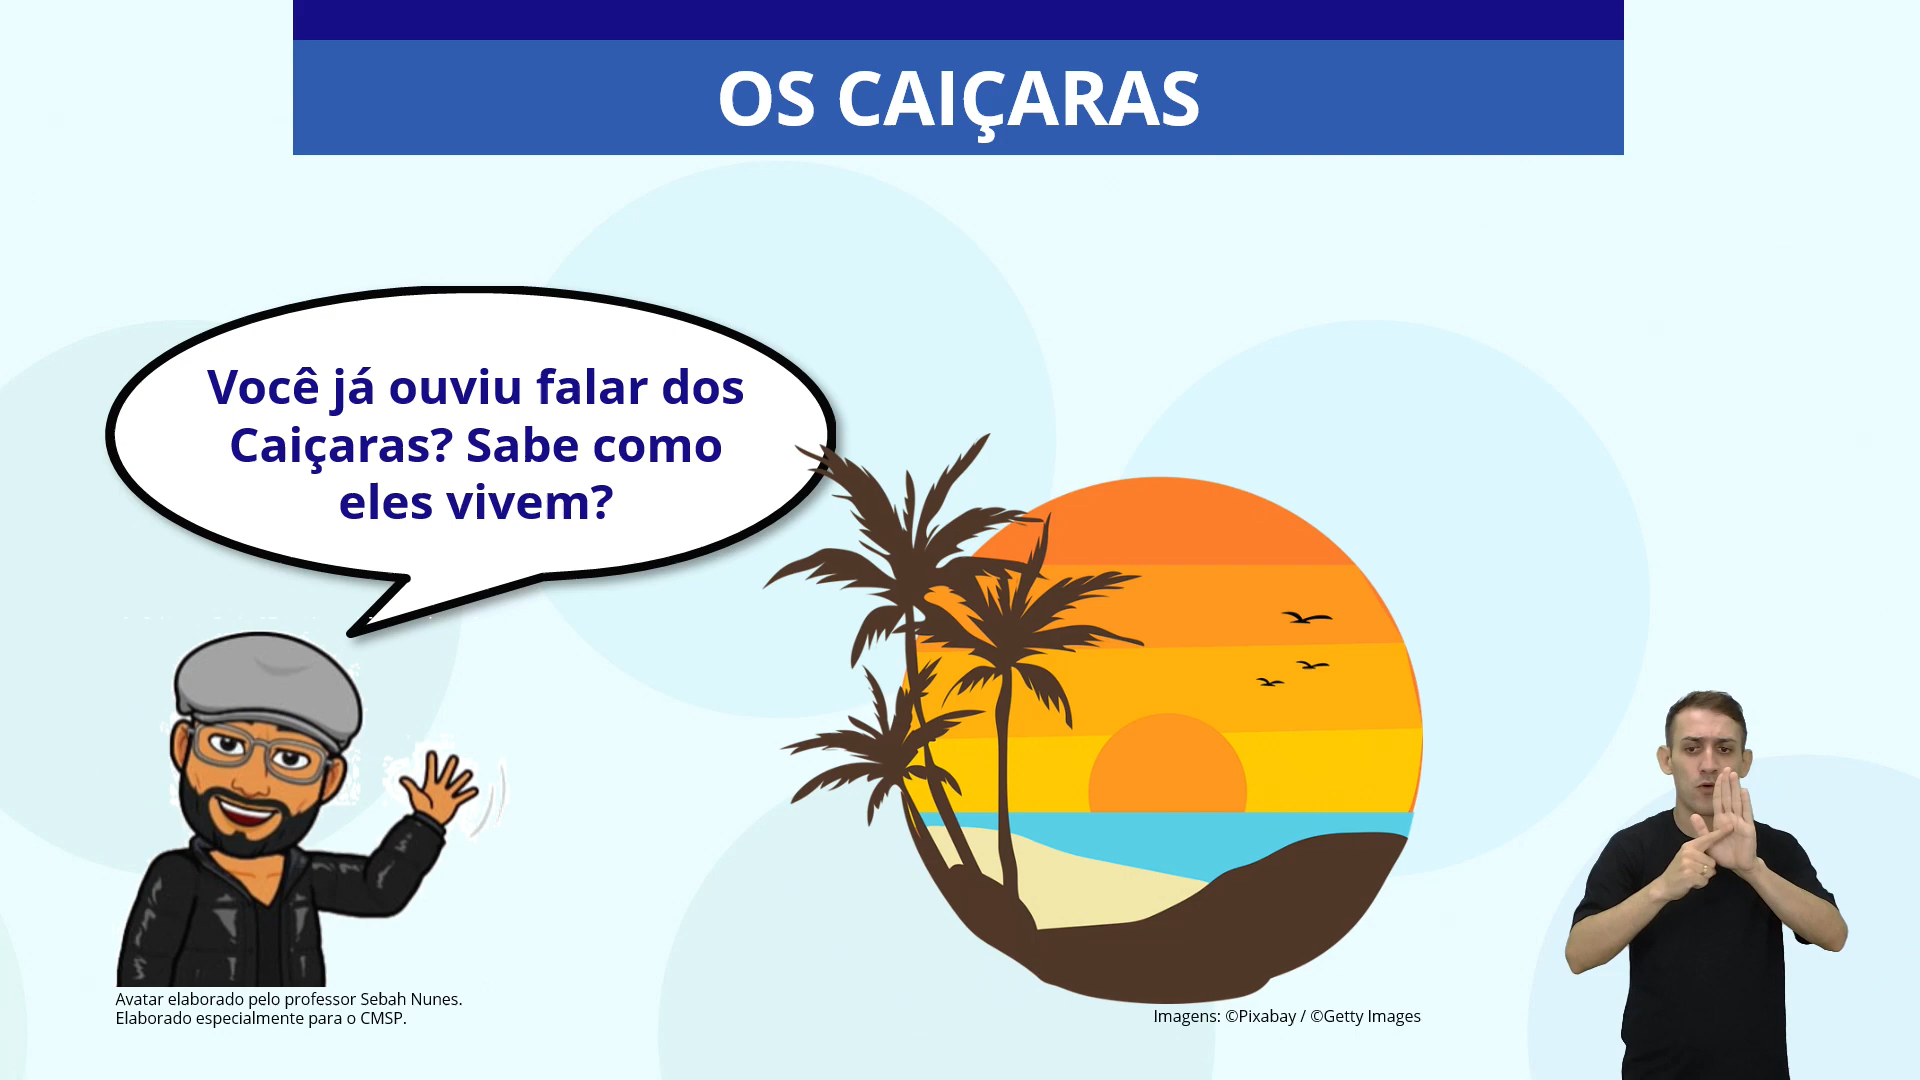 OS CAIÇARAS
Você já ouviu falar dos
Caiçaras? Sabe como
eles vivem?
Avatar elaborado pelo professor Sebah Nunes.
Elaborado especialmente para o CMSP.
Imagens: ©Pixabay / ©Getty Images